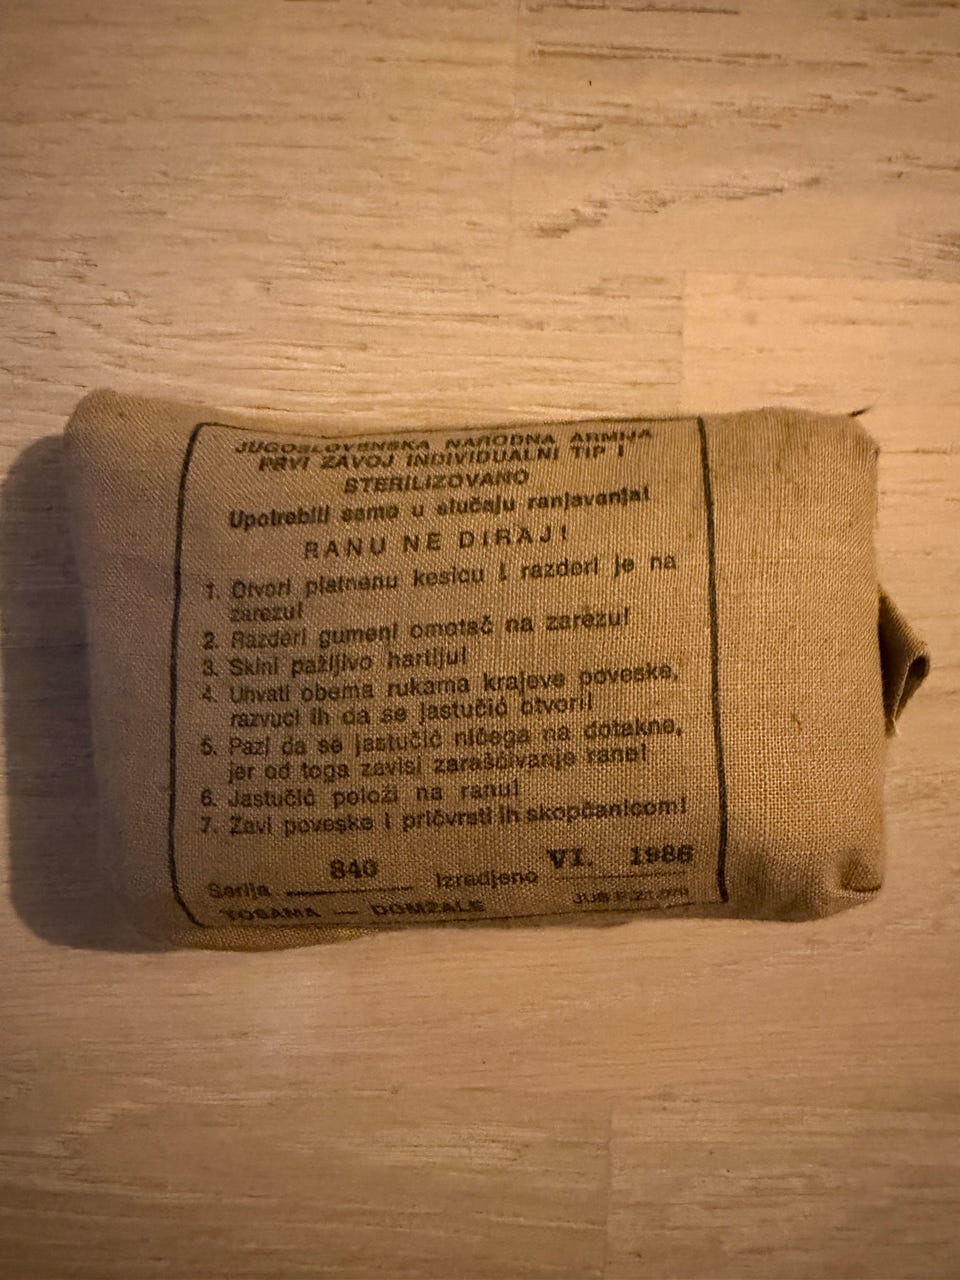 JUGOSLOVENSKA NARODNA ARMIJA
PRVI ZAVOJ INDIVIDUALNI TIP I
STERILIZOVANO
Upotrebiti samo u slučaju ranjavanja!
RANU NE DIRAJ!
1. Otvori platnenu kesicu i razderi je na
zarezu!
2. Razderi gumeni omotač na zarezu!
3. Skini pažljivo hartiju!
4. Uhvati obema rukama krajeve poveske,
razvuci ih da se jastučić otvori!
5. Pazi da se jastučić ničega na dotakne,
jer od toga zavisi zarašćivanje rane!
6. Jastučić položi na ranu!
7. Zavi poveske i pričvrsti ih skopčanicom!
Serija 840 Izradjeno VI. 1986
TOSAMA — DOMŽALE JUS